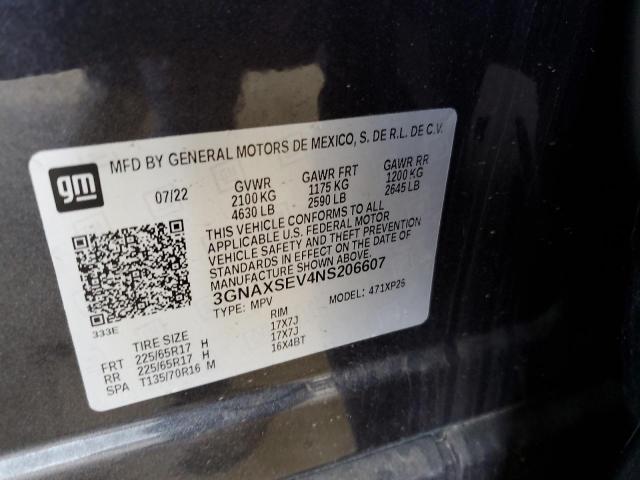 gm
MFD BY GENERAL MOTORS DE MEXICO, S. DE R.L. DE C.V.
07/22 GVWR GAWR FRT GAWR RR
2100 KG 1175 KG 1200 KG
4630 LB 2590 LB 2645 LB
THIS VEHICLE CONFORMS TO ALL
APPLICABLE U.S. FEDERAL MOTOR
VEHICLE SAFETY AND THEFT PREVENTION
STANDARDS IN EFFECT ON THE DATE OF
MANUFACTURE SHOWN ABOVE.
3GNAXSEV4NS206607
TYPE: MPV MODEL: 471XP26
333E
TIRE SIZE RIM
FRT 225/65R17 H 17X7J
RR 225/65R17 H 17X7J
SPA T135/70R16 M 16X4BT